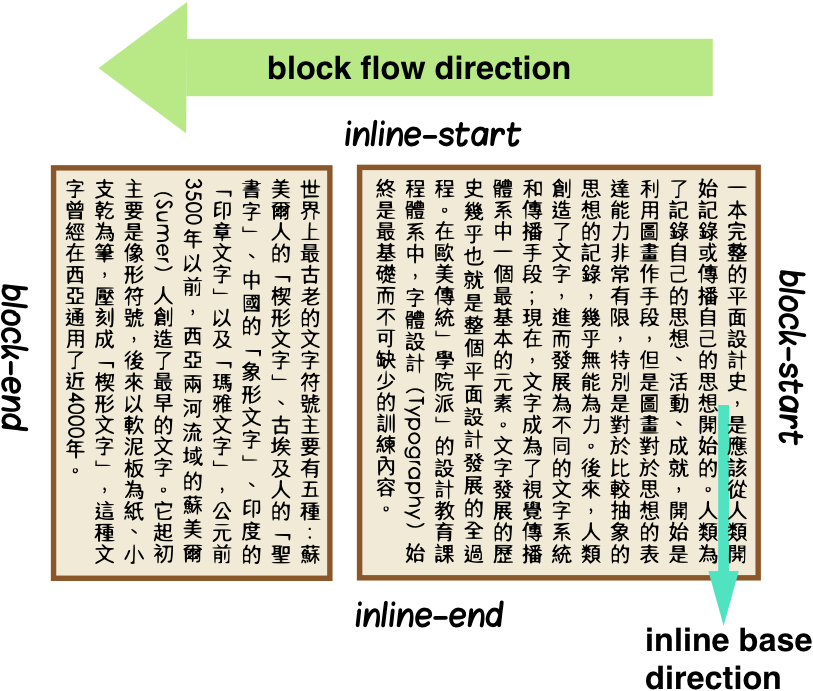 block flow direction
inline-start
block-start
一本完整的平面設計史，是應該從人類開
始記錄或傳播自己的思想開始的。人類為
了記錄自己的思想、活動、成就，開始是
利用圖畫作手段，但是圖畫對於思想的表
達能力非常有限，特別是對於比較抽象的
思想的記錄，幾乎無能為力。後來，人類
創造了文字，進而發展為不同的文字系統
和傳播手段；現在，文字成為了視覺傳播
體系中一個最基本的元素。文字發展的歷
史幾乎也就是整個平面設計發展的全過
程。在歐美傳統」學院派」的設計教育課
程體系中，字體設計（Typography）始
終是最基礎而不可缺少的訓練內容。
世界上最古老的文字符號主要有五種：蘇
美爾人的「楔形文字」、古埃及人的「聖
書字」、中國的「象形文字」、印度的
「印章文字」以及「瑪雅文字」，公元前
3500年以前，西亞兩河流域的蘇美爾
（Sumer）人創造了最早的文字。它起初
主要是像形符號，後來以軟泥板為紙、小
支乾為筆，壓刻成「楔形文字」，這種文
字曾經在西亞通用了近4000年。
block-end
inline-end
inline base
direction